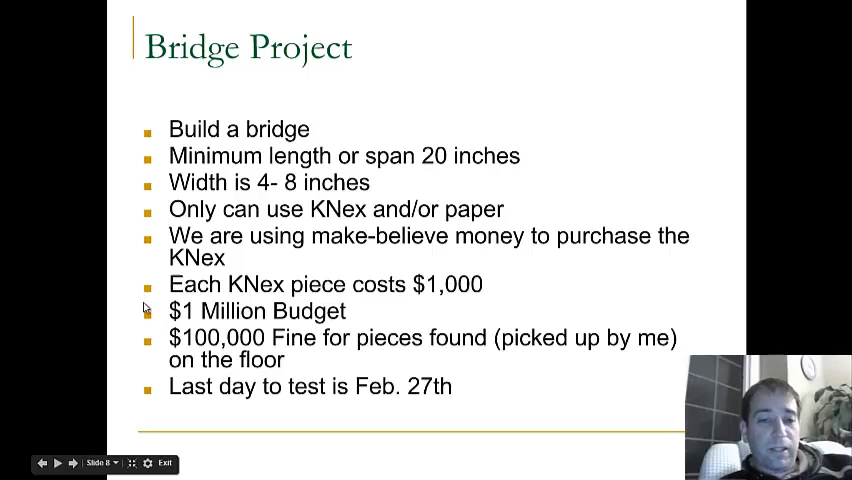 Bridge Project
Build a bridge
Minimum length or span 20 inches
Width is 4- 8 inches
Only can use KNex and/or paper
We are using make-believe money to purchase the
KNex
Each KNex piece costs $1,000
$1 Million Budget
$100,000 Fine for pieces found (picked up by me)
on the floor
Last day to test is Feb. 27th
Slide 8
Exit